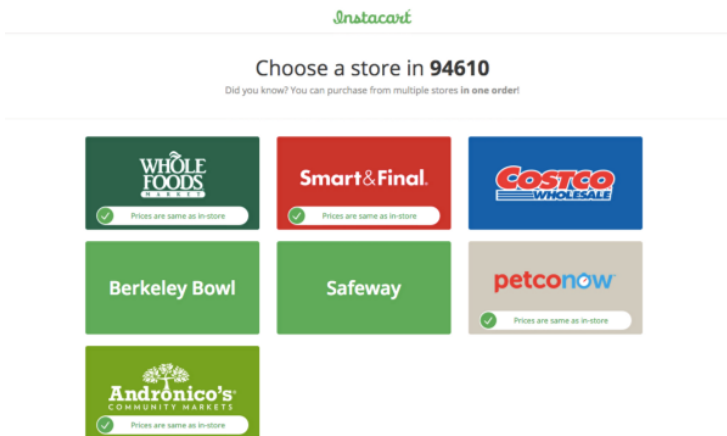 Instacart
Choose a store in 94610
Did you know? You can purchase from multiple stores in one order!
WHOLE
FOODS
MARKET
Prices are same as in-store
Smart&Final.
Prices are same as in-store
COSTCO
WHOLESALE
Berkeley Bowl
Safeway
petconow
Prices are same as in-store
Andronico's
COMMUNITY MARKETS
Prices are same as in-store